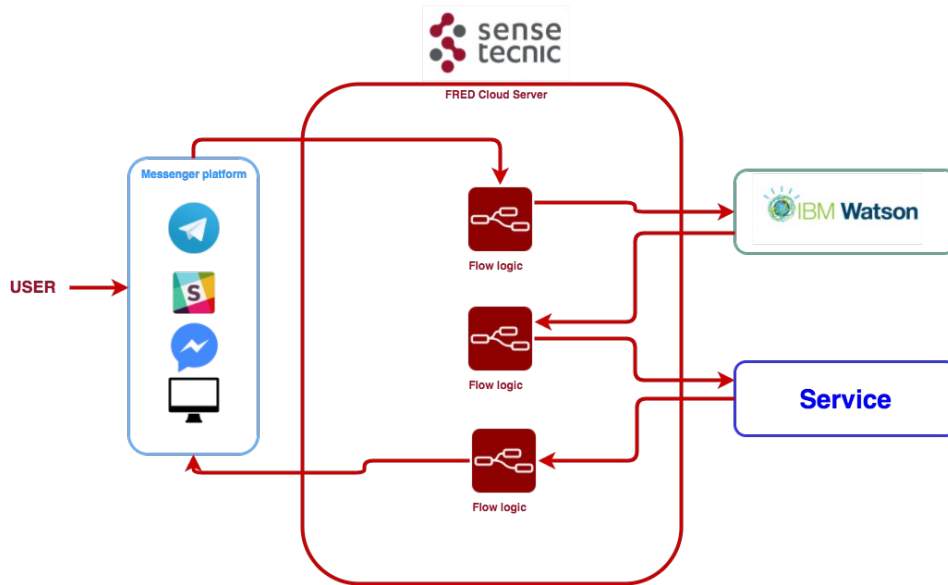 sense
tecnic
FRED Cloud Server
Messenger platform
IBM Watson
Flow logic
USER
S
Flow logic
Service
Flow logic